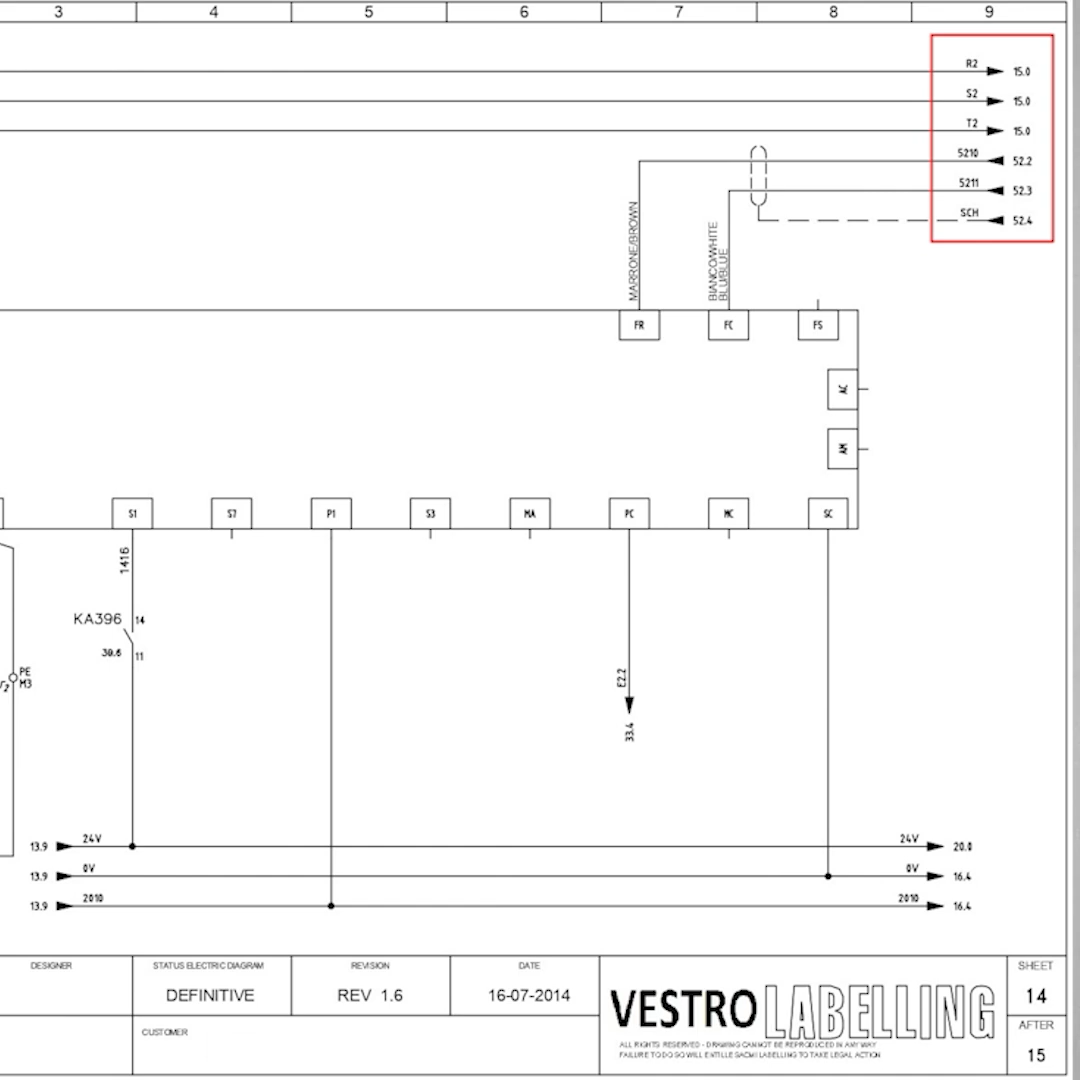 3 4 5 6 7 8 9
R2 15.0
S2 15.0
T2 15.0
5210 52.2
5211 52.3
SCH 52.4
MARRONE/BROWN
BIANCO/WHITE
BLU/BLUE
FR FC FS
AC
AM
S1 S7 P1 S3 MA PC MC SC
1416
KA396 14
39.6 11
PE
M3
E2.2
33.4
13.9 24V 24V 20.0
13.9 0V 0V 16.4
13.9 2010 2010 16.4
DESIGNER STATUS ELECTRIC DIAGRAM REVISION DATE SHEET
DEFINITIVE REV 1.6 16-07-2014 VESTRO LABELLING 14
CUSTOMER AFTER
ALL RIGHTS RESERVED - DRAWING CANNOT BE REPRODUCED IN ANY WAY
FAILURE TO DO SO WILL ENTILLE SACMI LABELLING TO TAKE LEGAL ACTION
15